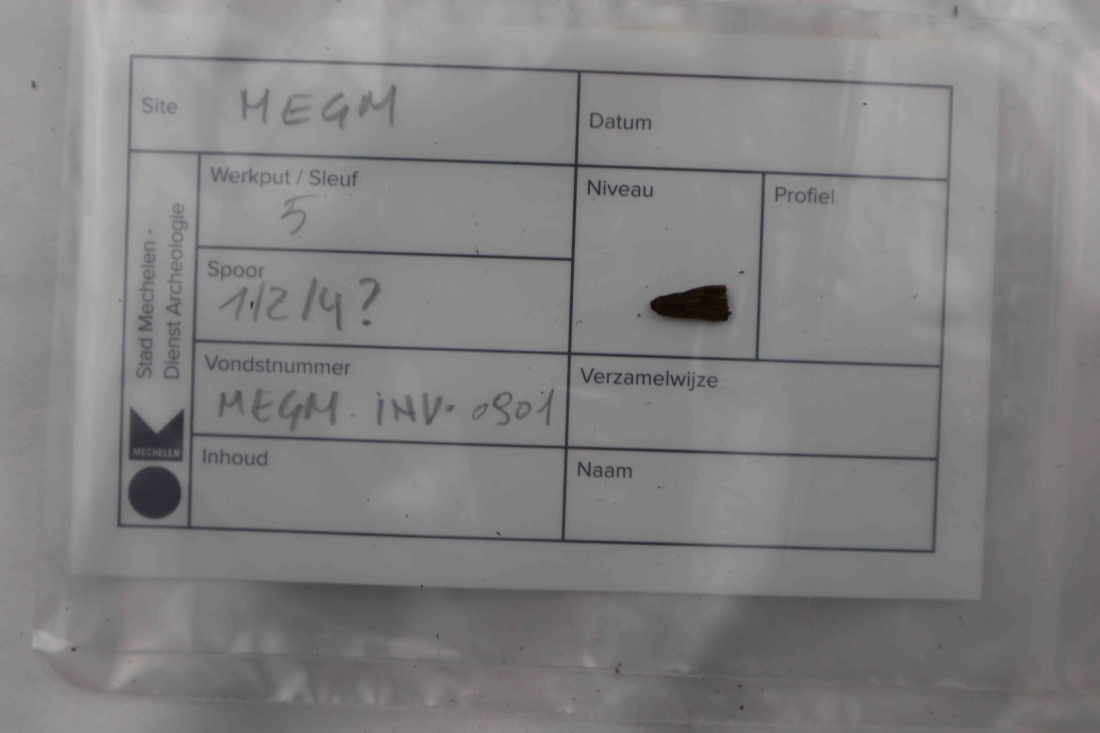 Site MEGM
Datum
Stad Mechelen -
Dienst Archeologie
MECHELEN
Werkput / Sleuf
5
Niveau
Profiel
Spoor
1/2/4?
Vondstnummer
MEGM. INV. 0901
Verzamelwijze
Inhoud
Naam